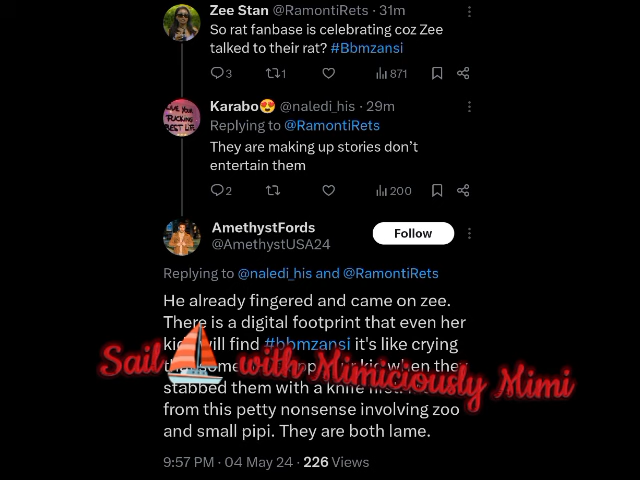 Zee Stan @RamontiRets · 31m
So rat fanbase is celebrating coz Zee
talked to their rat? #Bbmzansi
3 1 871
Karabo😍 @naledi_his · 29m
Replying to @RamontiRets
They are making up stories don't
entertain them
2 200
AmethystFords
@AmethystUSA24
Follow
Replying to @naledi_his and @RamontiRets
He already fingered and came on zee.
There is a digital footprint that even her
will find #bbmzansi it's like crying
when they
Sail with Mimiciously Mimi
stabbed them with a knife
from this petty nonsense involving zoo
and small pipi. They are both lame.
9:57 PM · 04 May 24 · 226 Views